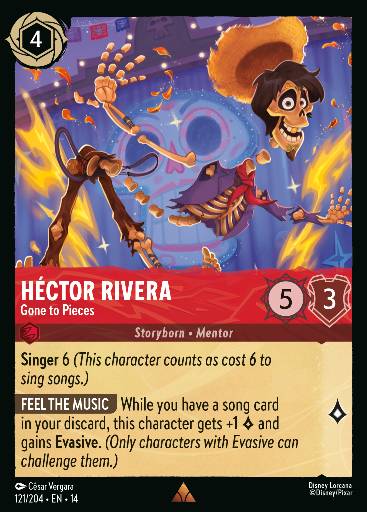 4
HÉCTOR RIVERA
Gone to Pieces
5
3
Storyborn • Mentor
Singer 6 (This character counts as cost 6 to
sing songs.)
FEEL THE MUSIC While you have a song card
in your discard, this character gets +1 and
gains Evasive. (Only characters with Evasive can
challenge them.)
César Vergara
121/204 • EN • 14
Disney Lorcana
©Disney/Pixar